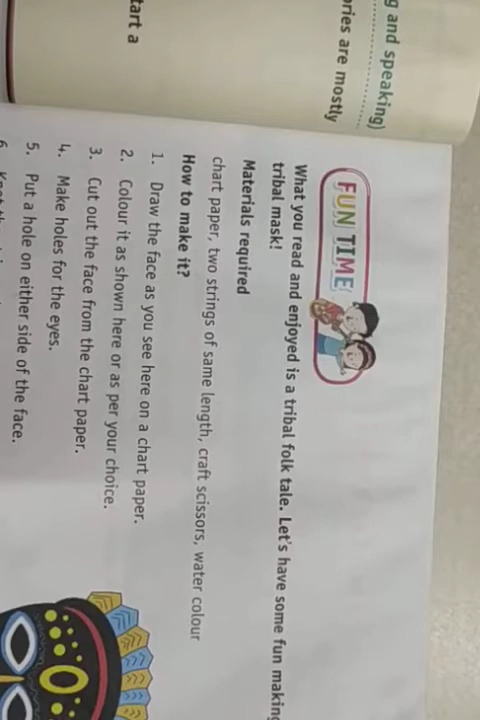 g and speaking)
ories are mostly
tart a
FUN TIME
What you read and enjoyed is a tribal folk tale. Let's have some fun making
tribal mask!
Materials required
chart paper, two strings of same length, craft scissors, water colour
How to make it?
1. Draw the face as you see here on a chart paper.
2. Colour it as shown here or as per your choice.
3. Cut out the face from the chart paper.
4. Make holes for the eyes.
5. Put a hole on either side of the face.
6.